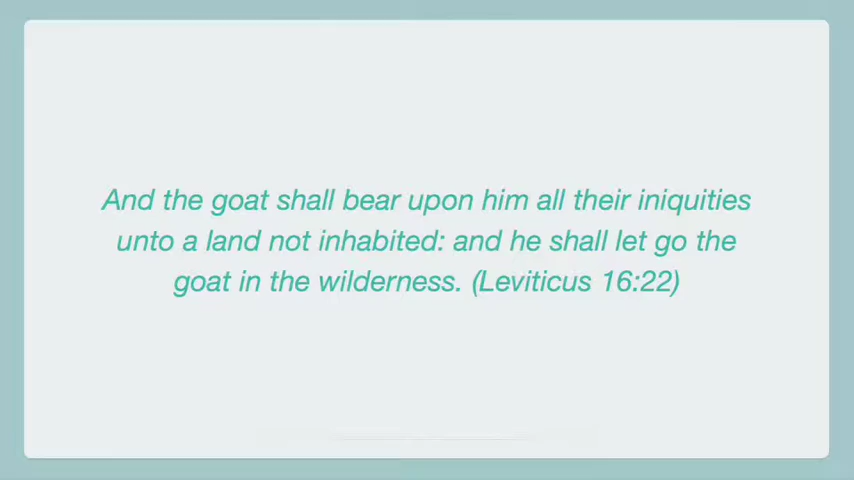 And the goat shall bear upon him all their iniquities
unto a land not inhabited: and he shall let go the
goat in the wilderness. (Leviticus 16:22)